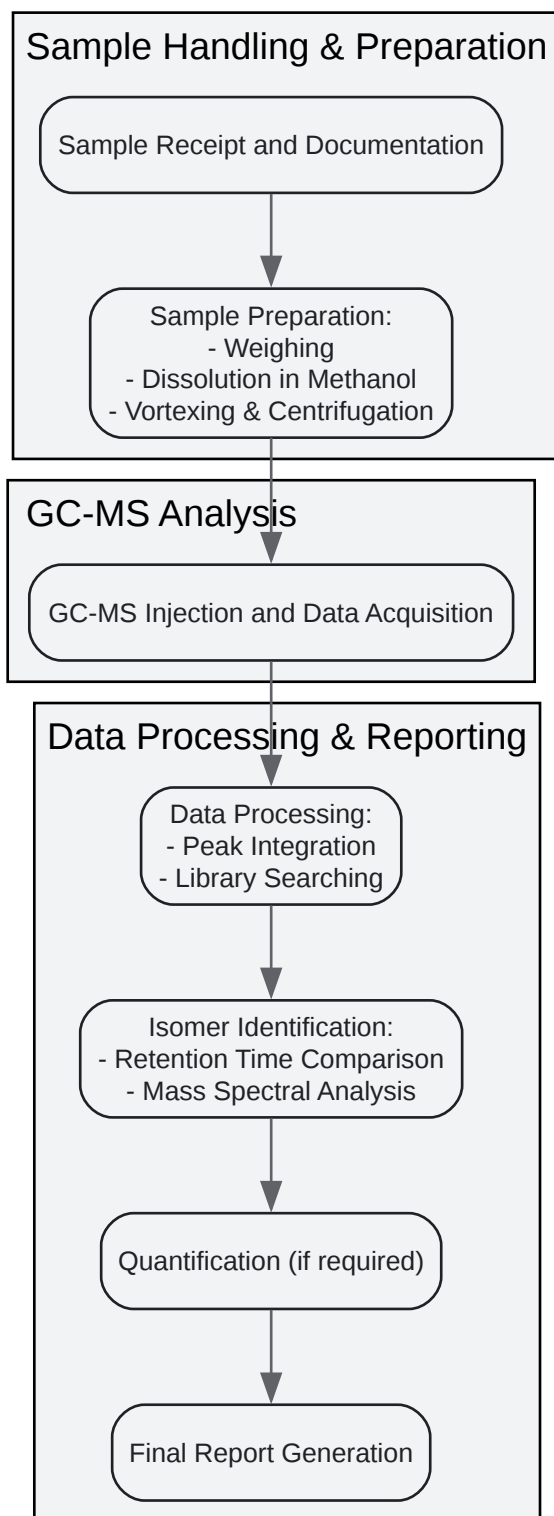 Sample Handling & Preparation
Sample Receipt and Documentation
Sample Preparation:
- Weighing
- Dissolution in Methanol
- Vortexing & Centrifugation
GC-MS Analysis
GC-MS Injection and Data Acquisition
Data Processing & Reporting
Data Processing:
- Peak Integration
- Library Searching
Isomer Identification:
- Retention Time Comparison
- Mass Spectral Analysis
Quantification (if required)
Final Report Generation